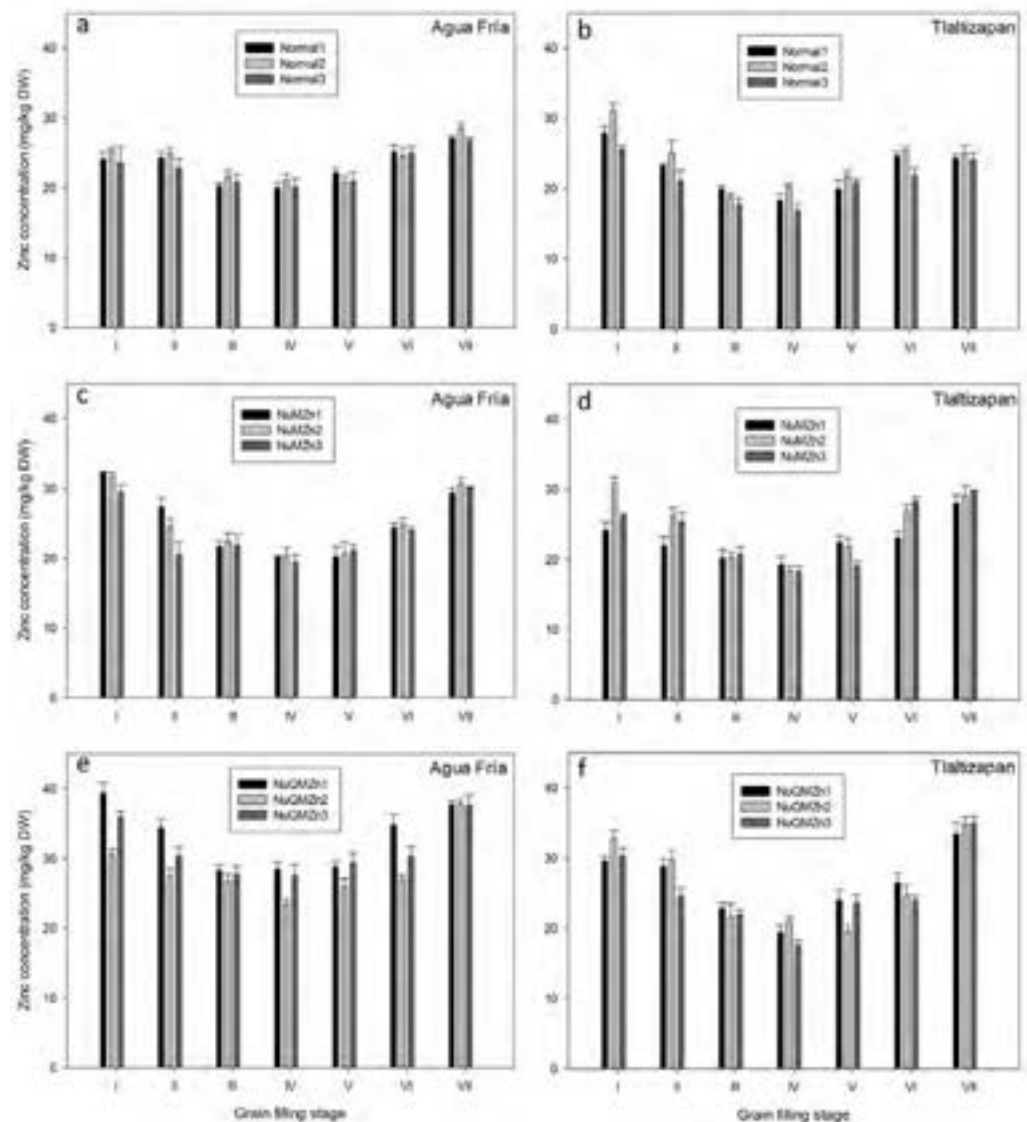 a
Agua Fría
Normal1
Normal2
Normal3
Zinc concentration (mg/kg DW)
40
30
20
10
0
I II III IV V VI VII
b
Tlaltizapan
Normal1
Normal2
Normal3
40
30
20
10
0
I II III IV V VI VII
c
Agua Fría
NuMZn1
NuMZn2
NuMZn3
Zinc concentration (mg/kg DW)
40
30
20
10
0
I II III IV V VI VII
d
Tlaltizapan
NuMZn1
NuMZn2
NuMZn3
40
30
20
10
0
I II III IV V VI VII
e
Agua Fría
NuQMZn1
NuQMZn2
NuQMZn3
Zinc concentration (mg/kg DW)
40
30
20
10
0
I II III IV V VI VII
Grain filling stage
f
Tlaltizapan
NuQMZn1
NuQMZn2
NuQMZn3
40
30
20
10
0
I II III IV V VI VII
Grain filling stage